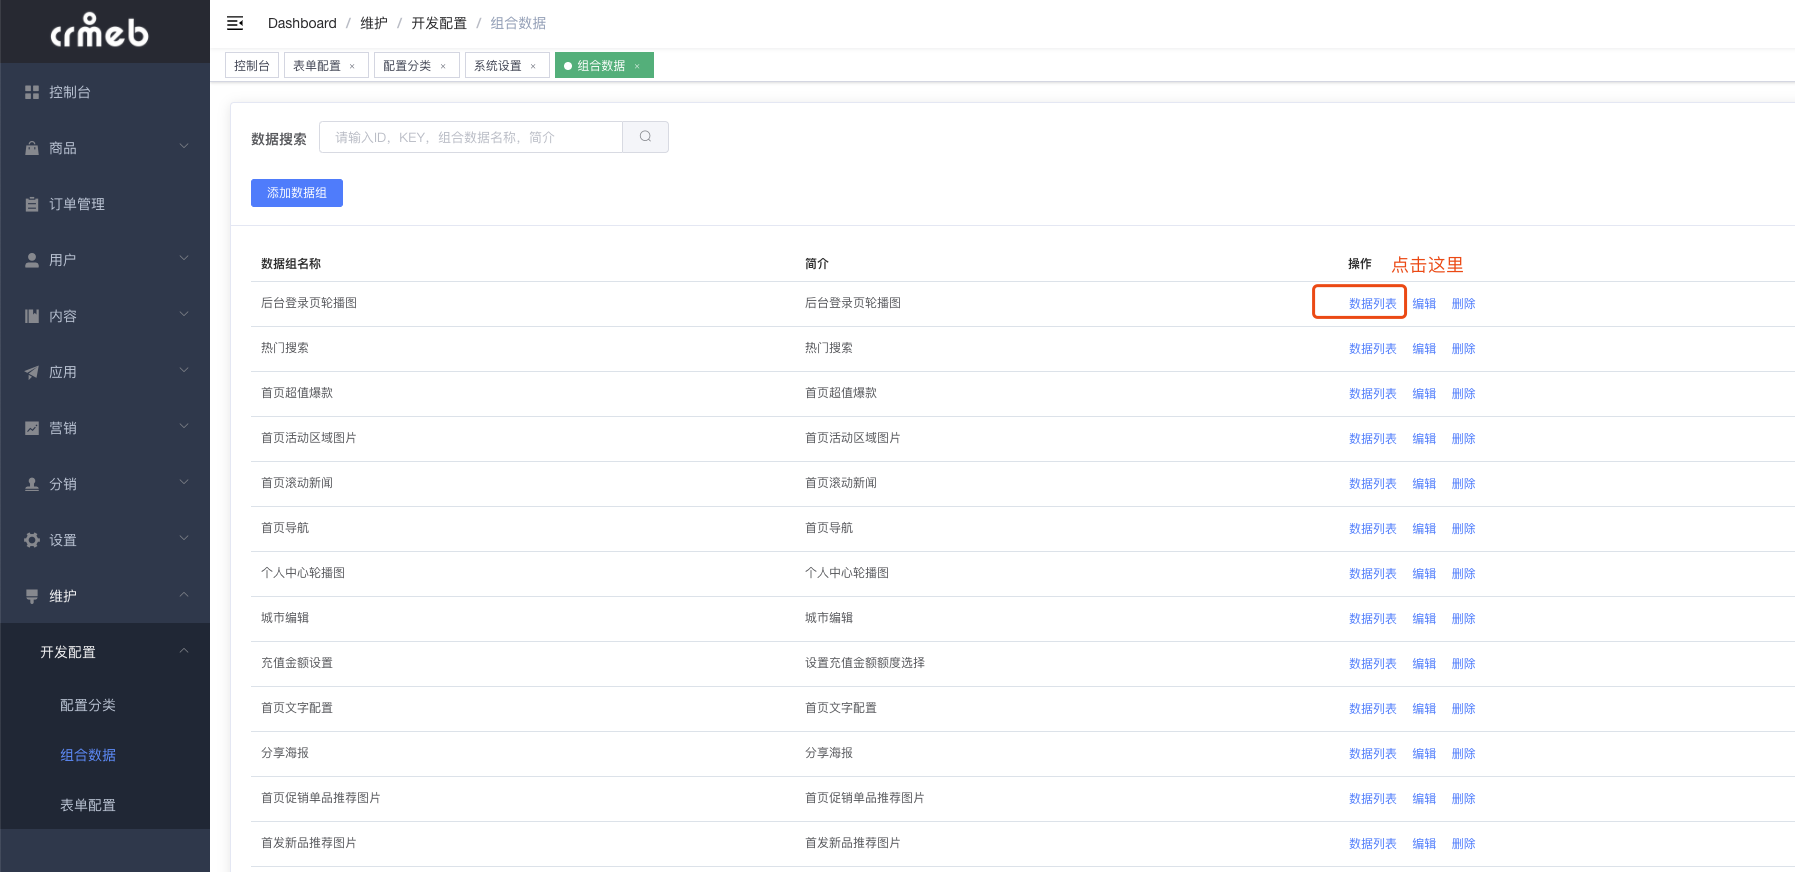 crmeb
Dashboard / 维护 / 开发配置 / 组合数据
控制台 表单配置 × 配置分类 × 系统设置 × 组合数据 ×
控制台
商品
订单管理
用户
内容
应用
营销
分销
设置
维护
开发配置
配置分类
组合数据
表单配置
数据搜索 请输入ID，KEY，组合数据名称，简介
添加数据组
数据组名称 简介 操作 点击这里
后台登录页轮播图 后台登录页轮播图 数据列表 编辑 删除
热门搜索 热门搜索 数据列表 编辑 删除
首页超值爆款 首页超值爆款 数据列表 编辑 删除
首页活动区域图片 首页活动区域图片 数据列表 编辑 删除
首页滚动新闻 首页滚动新闻 数据列表 编辑 删除
首页导航 首页导航 数据列表 编辑 删除
个人中心轮播图 个人中心轮播图 数据列表 编辑 删除
城市编辑 城市编辑 数据列表 编辑 删除
充值金额设置 设置充值金额额度选择 数据列表 编辑 删除
首页文字配置 首页文字配置 数据列表 编辑 删除
分享海报 分享海报 数据列表 编辑 删除
首页促销单品推荐图片 首页促销单品推荐图片 数据列表 编辑 删除
首发新品推荐图片 首发新品推荐图片 数据列表 编辑 删除